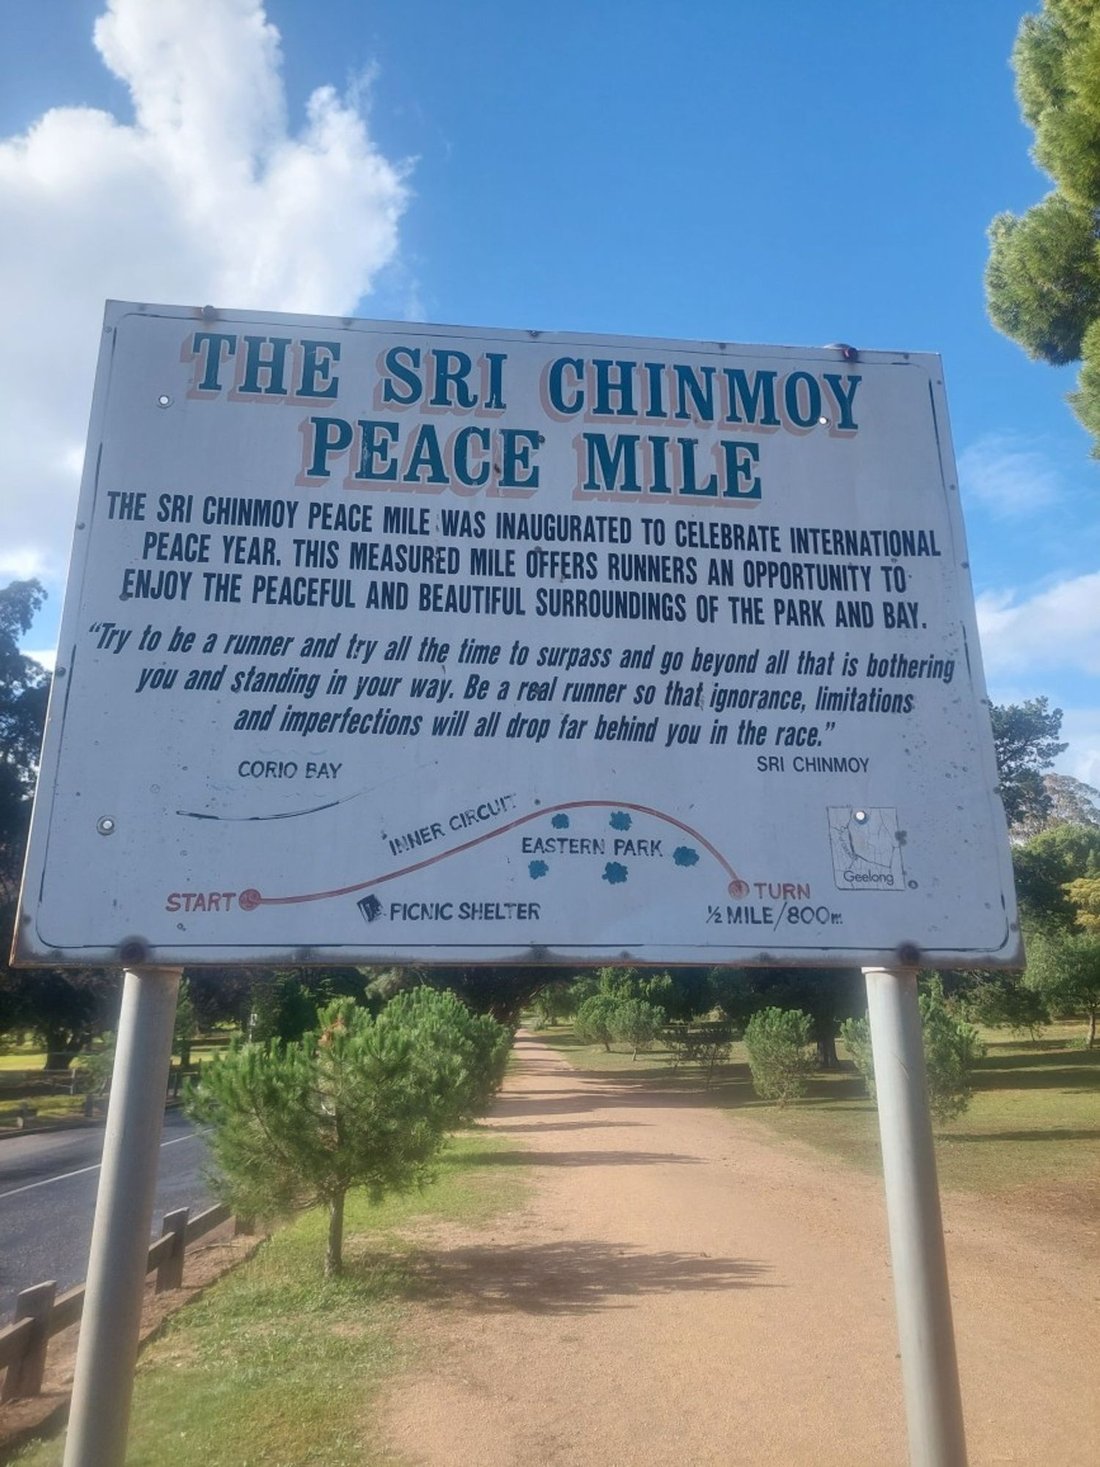 THE SRI CHINMOY
PEACE MILE
THE SRI CHINMOY PEACE MILE WAS INAUGURATED TO CELEBRATE INTERNATIONAL
PEACE YEAR. THIS MEASURED MILE OFFERS RUNNERS AN OPPORTUNITY TO
ENJOY THE PEACEFUL AND BEAUTIFUL SURROUNDINGS OF THE PARK AND BAY.
“Try to be a runner and try all the time to surpass and go beyond all that is bothering
you and standing in your way. Be a real runner so that ignorance, limitations
and imperfections will all drop far behind you in the race.”
SRI CHINMOY
CORIO BAY
INNER CIRCUIT
EASTERN PARK
Geelong
START
TURN
PICNIC SHELTER
½ MILE/800m